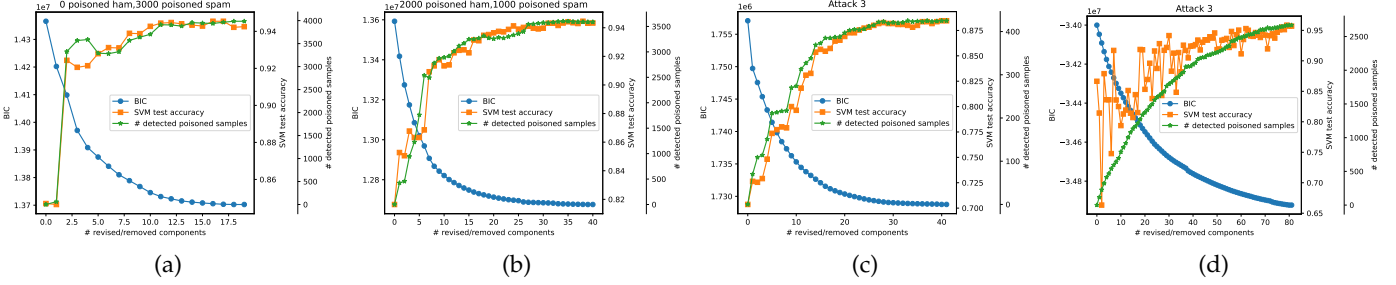 0 poisoned ham,3000 poisoned spam
1e7
1.43
1.42
1.41
1.40
1.39
1.38
1.37
BIC
0.0 2.5 5.0 7.5 10.0 12.5 15.0 17.5
# revised/removed components
0.94
0.92
0.90
0.88
0.86
SVM test accuracy
4000
3500
3000
2500
2000
1500
1000
500
0
# detected poisoned samples
BIC
SVM test accuracy
# detected poisoned samples
(a)
2000 poisoned ham,1000 poisoned spam
1e7
1.36
1.34
1.32
1.30
1.28
BIC
0 5 10 15 20 25 30 35 40
# revised/removed components
0.94
0.92
0.90
0.88
0.86
0.84
0.82
SVM test accuracy
3500
3000
2500
2000
1500
1000
500
0
# detected poisoned samples
BIC
SVM test accuracy
# detected poisoned samples
(b)
Attack 3
1e6
1.755
1.750
1.745
1.740
1.735
1.730
BIC
0 10 20 30 40
# revised/removed components
0.875
0.850
0.825
0.800
0.775
0.750
0.725
0.700
SVM test accuracy
400
300
200
100
0
# detected poisoned samples
BIC
SVM test accuracy
# detected poisoned samples
(c)
Attack 3
1e7
−3.40
−3.42
−3.44
−3.46
−3.48
BIC
0 10 20 30 40 50 60 70 80
# revised/removed components
0.95
0.90
0.85
0.80
0.75
0.70
0.65
SVM test accuracy
2500
2000
1500
1000
500
0
# detected poisoned samples
BIC
SVM test accuracy
# detected poisoned samples
(d)